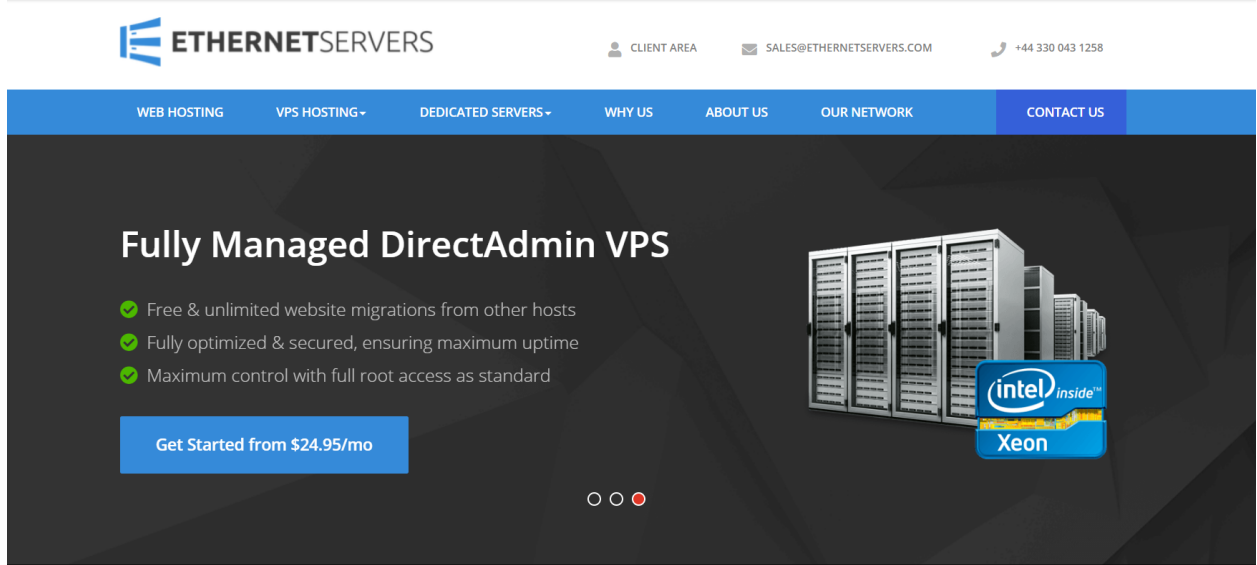 ETHERNETSERVERS
CLIENT AREA
SALES@ETHERNETSERVERS.COM
+44 330 043 1258
WEB HOSTING
VPS HOSTING
DEDICATED SERVERS
WHY US
ABOUT US
OUR NETWORK
CONTACT US
Fully Managed DirectAdmin VPS
Free & unlimited website migrations from other hosts
Fully optimized & secured, ensuring maximum uptime
Maximum control with full root access as standard
Get Started from $24.95/mo
intel inside™
Xeon